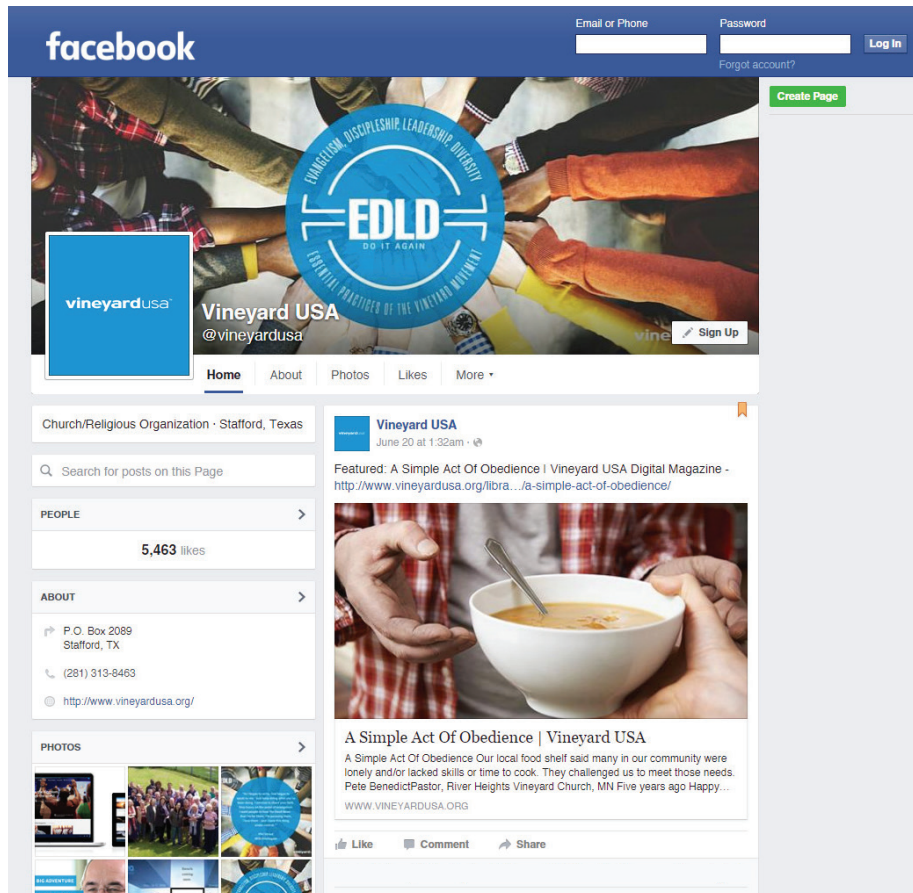 Email or Phone
Password
facebook
Log In
Forgot account?
Create Page
EVANGELISM, DISCIPLESHIP, LEADERSHIP, DIVERSITY
EDLD
DO IT AGAIN
ESSENTIAL PRACTICES OF THE VINEYARD MOVEMENT
vineyardusa
Vineyard USA
@vineyardusa
vine
Sign Up
Home
About
Photos
Likes
More
Church/Religious Organization · Stafford, Texas
Search for posts on this Page
PEOPLE
5,463 likes
ABOUT
P.O. Box 2089
Stafford, TX
(281) 313-8463
http://www.vineyardusa.org/
PHOTOS
EDLD
BIG ADVENTURE
Vineyard USA
June 20 at 1:32am ·
Featured: A Simple Act Of Obedience | Vineyard USA Digital Magazine -
http://www.vineyardusa.org/libra.../a-simple-act-of-obedience/
A Simple Act Of Obedience | Vineyard USA
A Simple Act Of Obedience Our local food shelf said many in our community were
lonely and/or lacked skills or time to cook. They challenged us to meet those needs.
Pete BenedictPastor, River Heights Vineyard Church, MN Five years ago Happy...
WWW.VINEYARDUSA.ORG
Like
Comment
Share